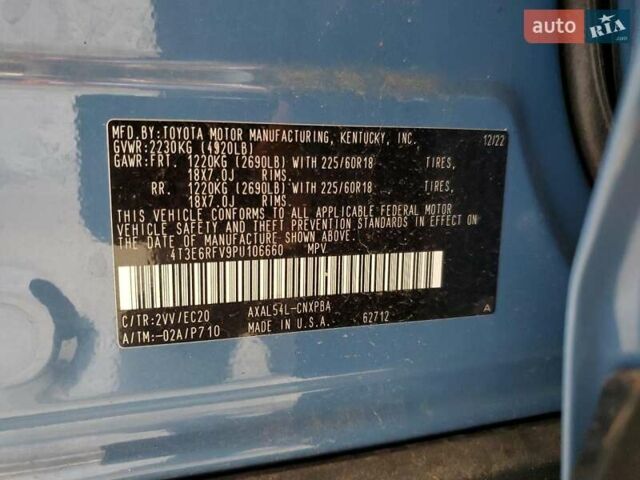 auto RIA.com
MFD.BY:TOYOTA MOTOR MANUFACTURING, KENTUCKY, INC. 12/22
GVWR:2230KG (4920LB)
GAWR:FRT. 1220KG (2690LB) WITH 225/60R18 TIRES,
18X7.0J RIMS.
RR. 1220KG (2690LB) WITH 225/60R18 TIRES,
18X7.0J RIMS.
THIS VEHICLE CONFORMS TO ALL APPLICABLE FEDERAL MOTOR
VEHICLE SAFETY AND THEFT PREVENTION STANDARDS IN EFFECT ON
THE DATE OF MANUFACTURE SHOWN ABOVE.
4T3E6RFV9PU106660 MPV
C/TR:2VV/EC20 AXAL54L-CNXPBA A
A/TM:-02A/P710 MADE IN U.S.A. 62712